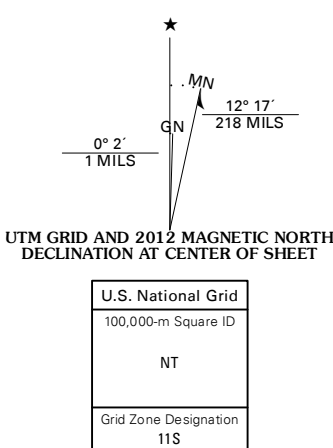 MN
GN
12° 17´
218 MILS
0° 2´
1 MILS
UTM GRID AND 2012 MAGNETIC NORTH
DECLINATION AT CENTER OF SHEET
U.S. National Grid
100,000-m Square ID
NT
Grid Zone Designation
11S